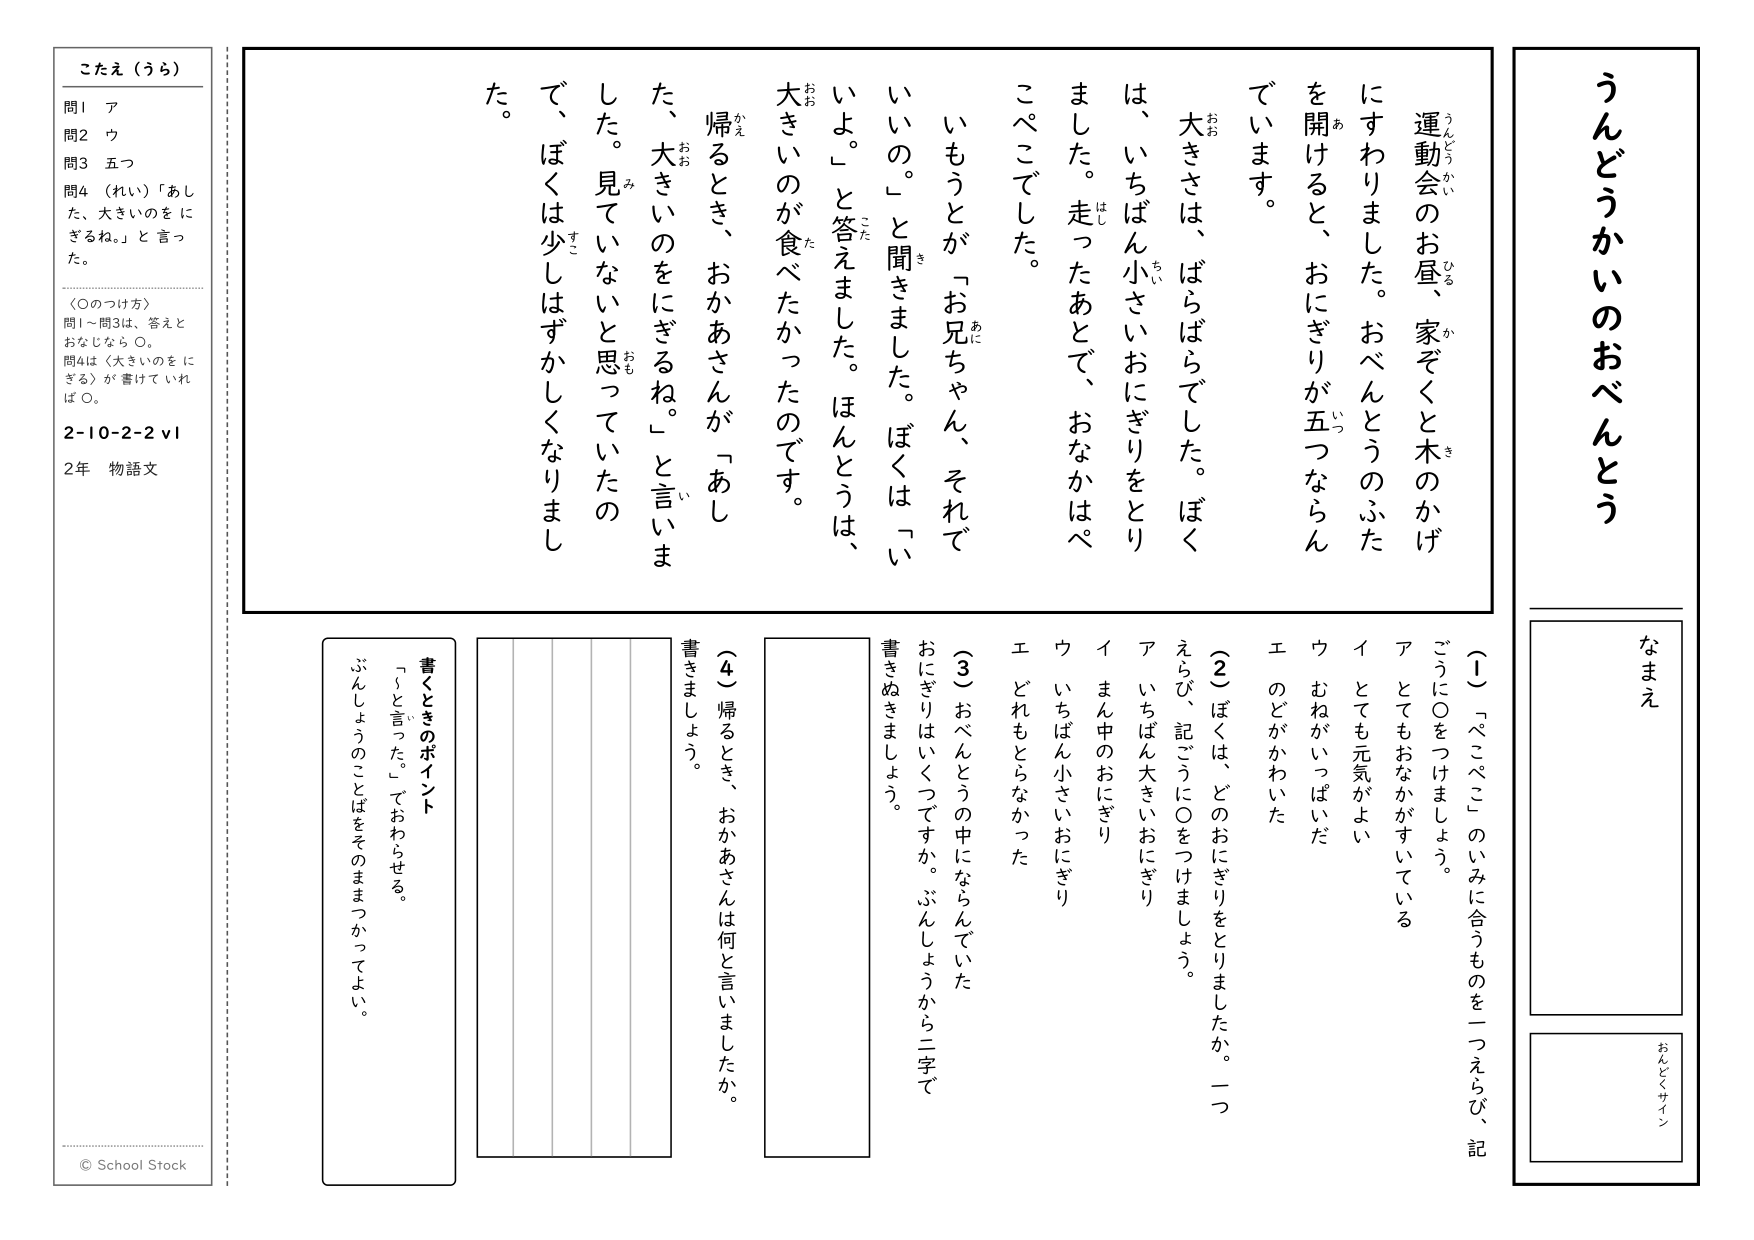 うんどうかいのおべんとう
なまえ
おんどくサイン
運動会のお昼、家ぞくと木のかげ
にすわりました。おべんとうのふた
を開けると、おにぎりが五つならん
でいます。
大きさは、ばらばらでした。ぼく
は、いちばん小さいおにぎりをとり
ました。走ったあとで、おなかはぺ
こぺこでした。
いもうとが「お兄ちゃん、それで
いいの。」と聞きました。ぼくは「い
いよ。」と答えました。ほんとうは、
大きいのが食べたかったのです。
帰るとき、おかあさんが「あし
た、大きいのをにぎるね。」と言いま
した。見ていないと思っていたの
で、ぼくは少しはずかしくなりまし
た。
(1)「ぺこぺこ」のいみに合うものを一つえらび、記
ごうに○をつけましょう。
ア とてもおなかがすいている
イ とても元気がよい
ウ むねがいっぱいだ
エ のどがかわいた
(2)ぼくは、どのおにぎりをとりましたか。一つ
えらび、記ごうに○をつけましょう。
ア いちばん大きいおにぎり
イ まん中のおにぎり
ウ いちばん小さいおにぎり
エ どれもとらなかった
(3)おべんとうの中にならんでいた
おにぎりはいくつですか。ぶんしょうから二字で
書きぬきましょう。
(4)帰るとき、おかあさんは何と言いましたか。
書きましょう。
書くときのポイント
「〜と言った。」でおわらせる。
ぶんしょうのことばをそのままつかってよい。
こたえ（うら）
問1 ア
問2 ウ
問3 五つ
問4 （れい）「あし
た、大きいのを に
ぎるね。」と 言っ
た。
〈○のつけ方〉
問1〜問3は、答えと
おなじなら ○。
問4は〈大きいのを に
ぎる〉が 書けて いれ
ば ○。
2-10-2-2 v1
2年 物語文
© School Stock